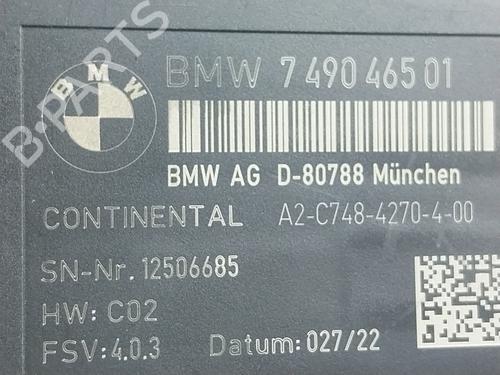 BMW
BMW 7 490 465 01
BMW AG D-80788 München
CONTINENTAL A2-C748-4270-4-00
SN-Nr. 12506685
HW: C02
FSV: 4.0.3 Datum: 027/22
B-PARTS